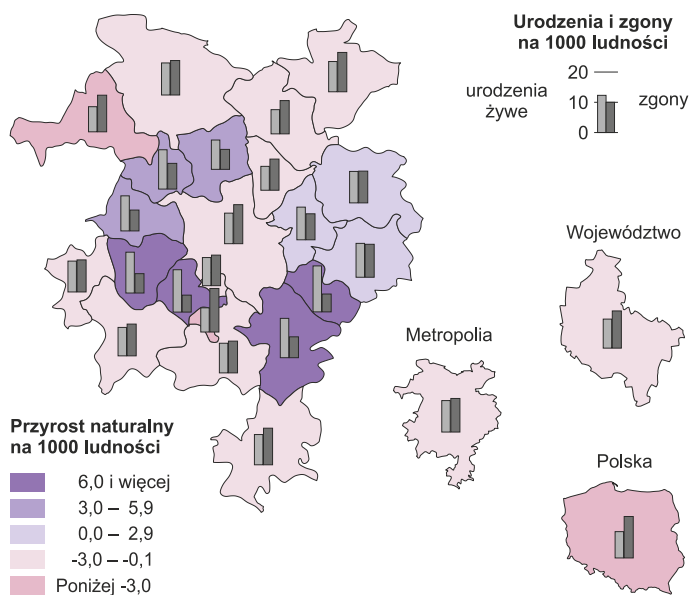 Urodzenia i zgony
na 1000 ludności
urodzenia
żywe
20
10
0
zgony
Województwo
Metropolia
Polska
Przyrost naturalny
na 1000 ludności
6,0 i więcej
3,0 – 5,9
0,0 – 2,9
-3,0 – -0,1
Poniżej -3,0